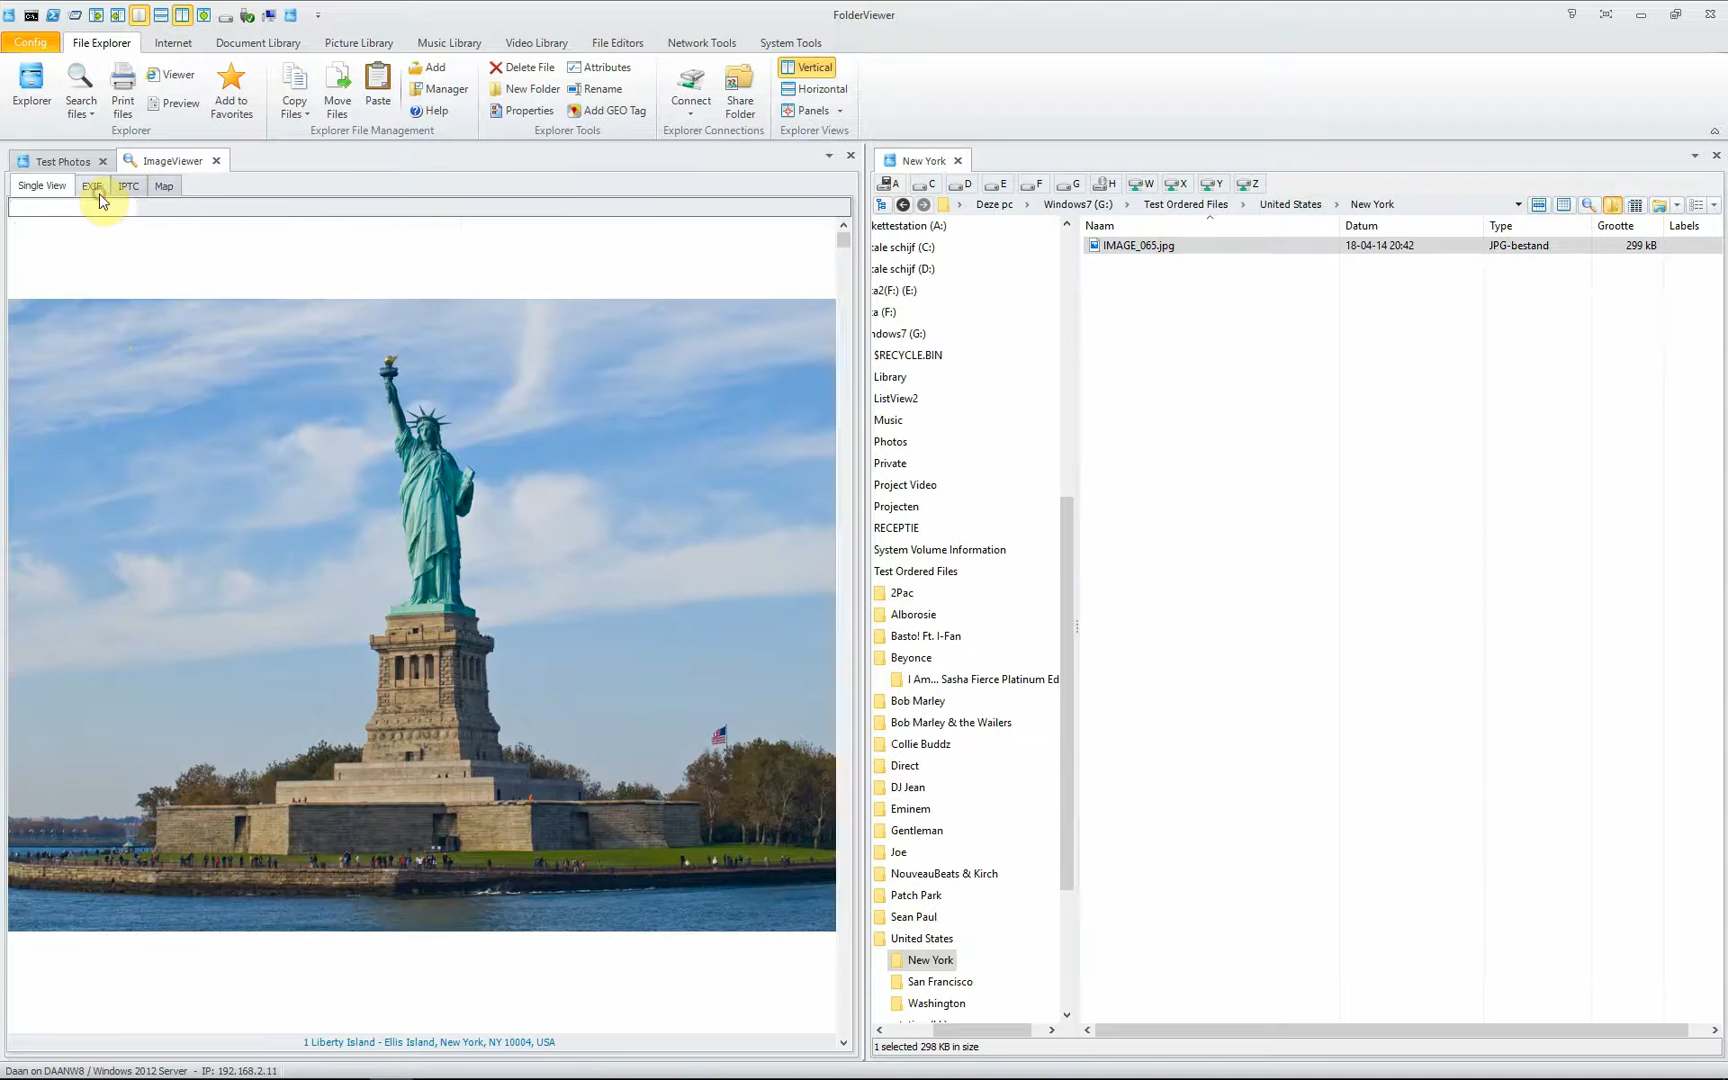 FolderViewer
Config File Explorer Internet Document Library Picture Library Music Library Video Library File Editors Network Tools System Tools
Explorer
Search files
Print files
Viewer
Preview
Add to Favorites
Explorer
Copy Files
Move Files
Paste
Add
Manager
Help
Explorer File Management
Delete File
New Folder
Properties
Attributes
Rename
Add GEO Tag
Explorer Tools
Connect
Share Folder
Explorer Connections
Vertical
Horizontal
Panels
Explorer Views
Test Photos ImageViewer
Single View EXIF IPTC Map
1 Liberty Island - Ellis Island, New York, NY 10004, USA
New York
A C D E F G H W X Y Z
Deze pc Windows7 (G:) Test Ordered Files United States New York
kettestation (A:)
cale schijf (C:)
cale schijf (D:)
ta2(F:) (E:)
ta (F:)
ndows7 (G:)
$RECYCLE.BIN
Library
ListView2
Music
Photos
Private
Project Video
Projecten
RECEPTIE
System Volume Information
Test Ordered Files
2Pac
Alborosie
Basto! Ft. I-Fan
Beyonce
I Am... Sasha Fierce Platinum Ed
Bob Marley
Bob Marley & the Wailers
Collie Buddz
Direct
DJ Jean
Eminem
Gentleman
Joe
NouveauBeats & Kirch
Patch Park
Sean Paul
United States
New York
San Francisco
Washington
Naam Datum Type Grootte Labels
IMAGE_065.jpg 18-04-14 20:42 JPG-bestand 299 kB
1 selected 298 KB in size
Daan on DAANW8 / Windows 2012 Server - IP: 192.168.2.11